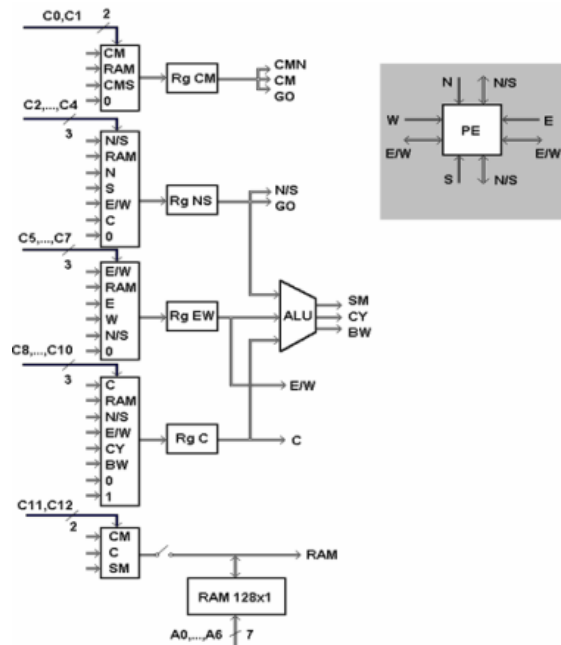 C0,C1
2
CM
RAM
CMS
0
Rg CM
CMN
CM
GO
C2,...,C4
3
N/S
RAM
N
S
E/W
C
0
Rg NS
N/S
GO
C5,...,C7
3
E/W
RAM
E
W
N/S
0
Rg EW
ALU
SM
CY
BW
E/W
C8,...,C10
3
C
RAM
N/S
E/W
CY
BW
0
1
Rg C
C
C11,C12
2
CM
C
SM
RAM
RAM 128x1
A0,...,A6
7
N
N/S
W
PE
E
E/W
E/W
S
N/S